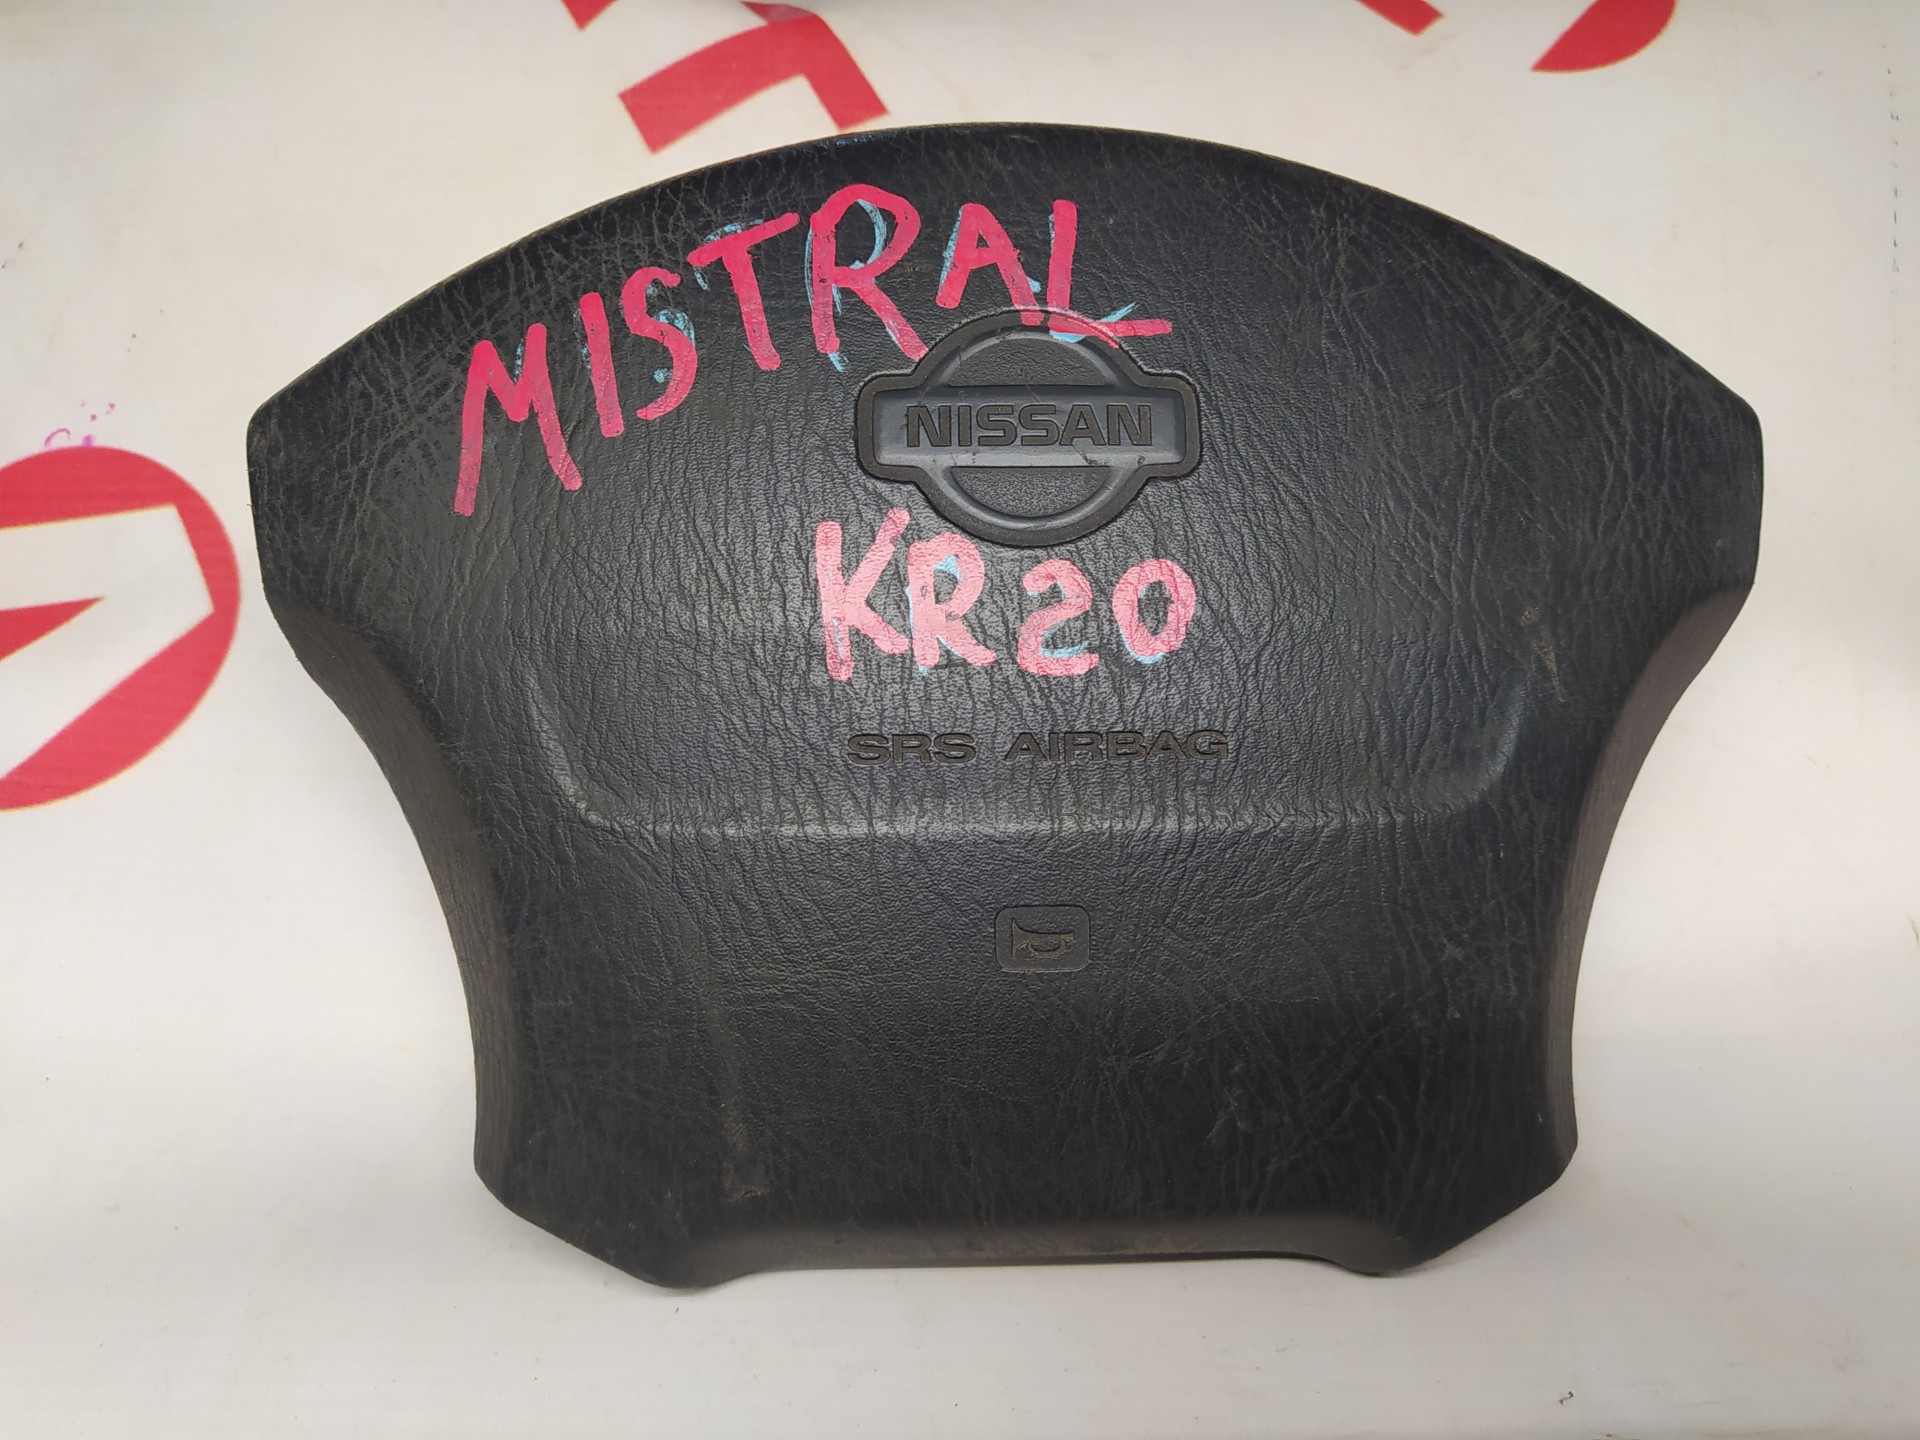 MISTRAL
NISSAN
KR20
SRS AIRBAG